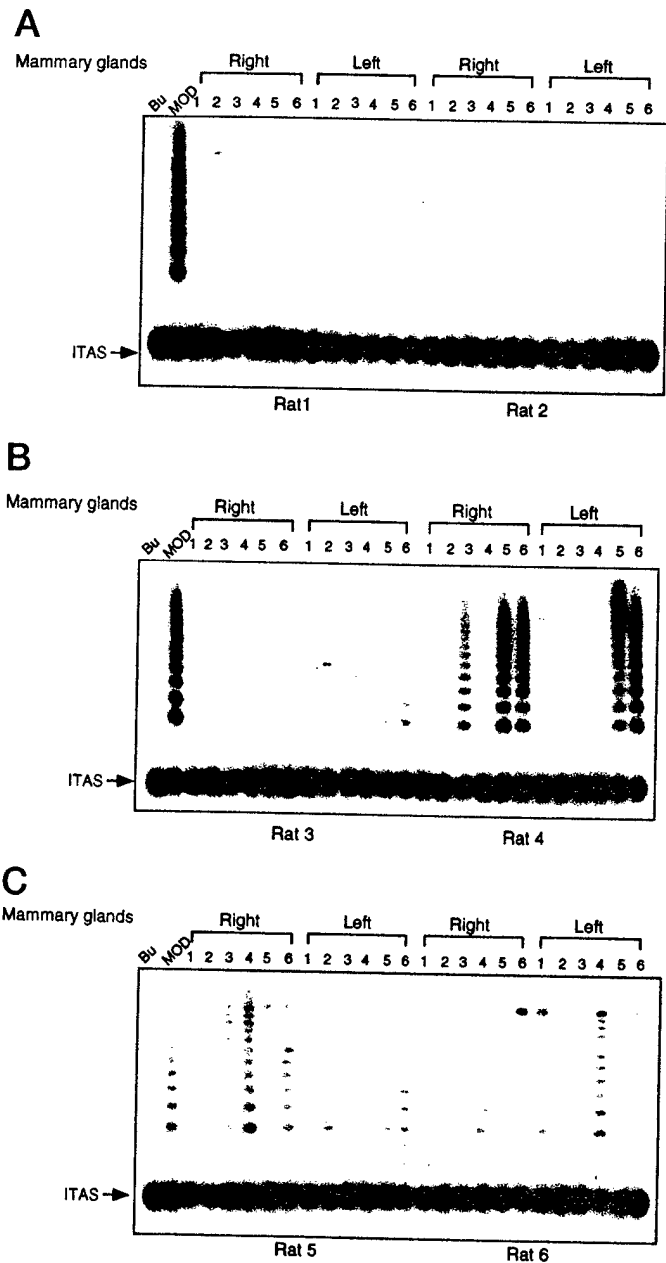 A
Mammary glands
Right Left Right Left
Bu MOD 1 2 3 4 5 6 1 2 3 4 5 6 1 2 3 4 5 6 1 2 3 4 5 6
ITAS
Rat1 Rat 2
B
Mammary glands
Right Left Right Left
Bu MOD 1 2 3 4 5 6 1 2 3 4 5 6 1 2 3 4 5 6 1 5 6
ITAS
Rat 3 Rat 4
C
Mammary glands
Right Left Right Left
Bu MOD 1 2 3 4 6 1 2 3 4 5 6 1 2 3 4 5 6 1 2 3 4 5 6
ITAS
Rat 5 Rat 6